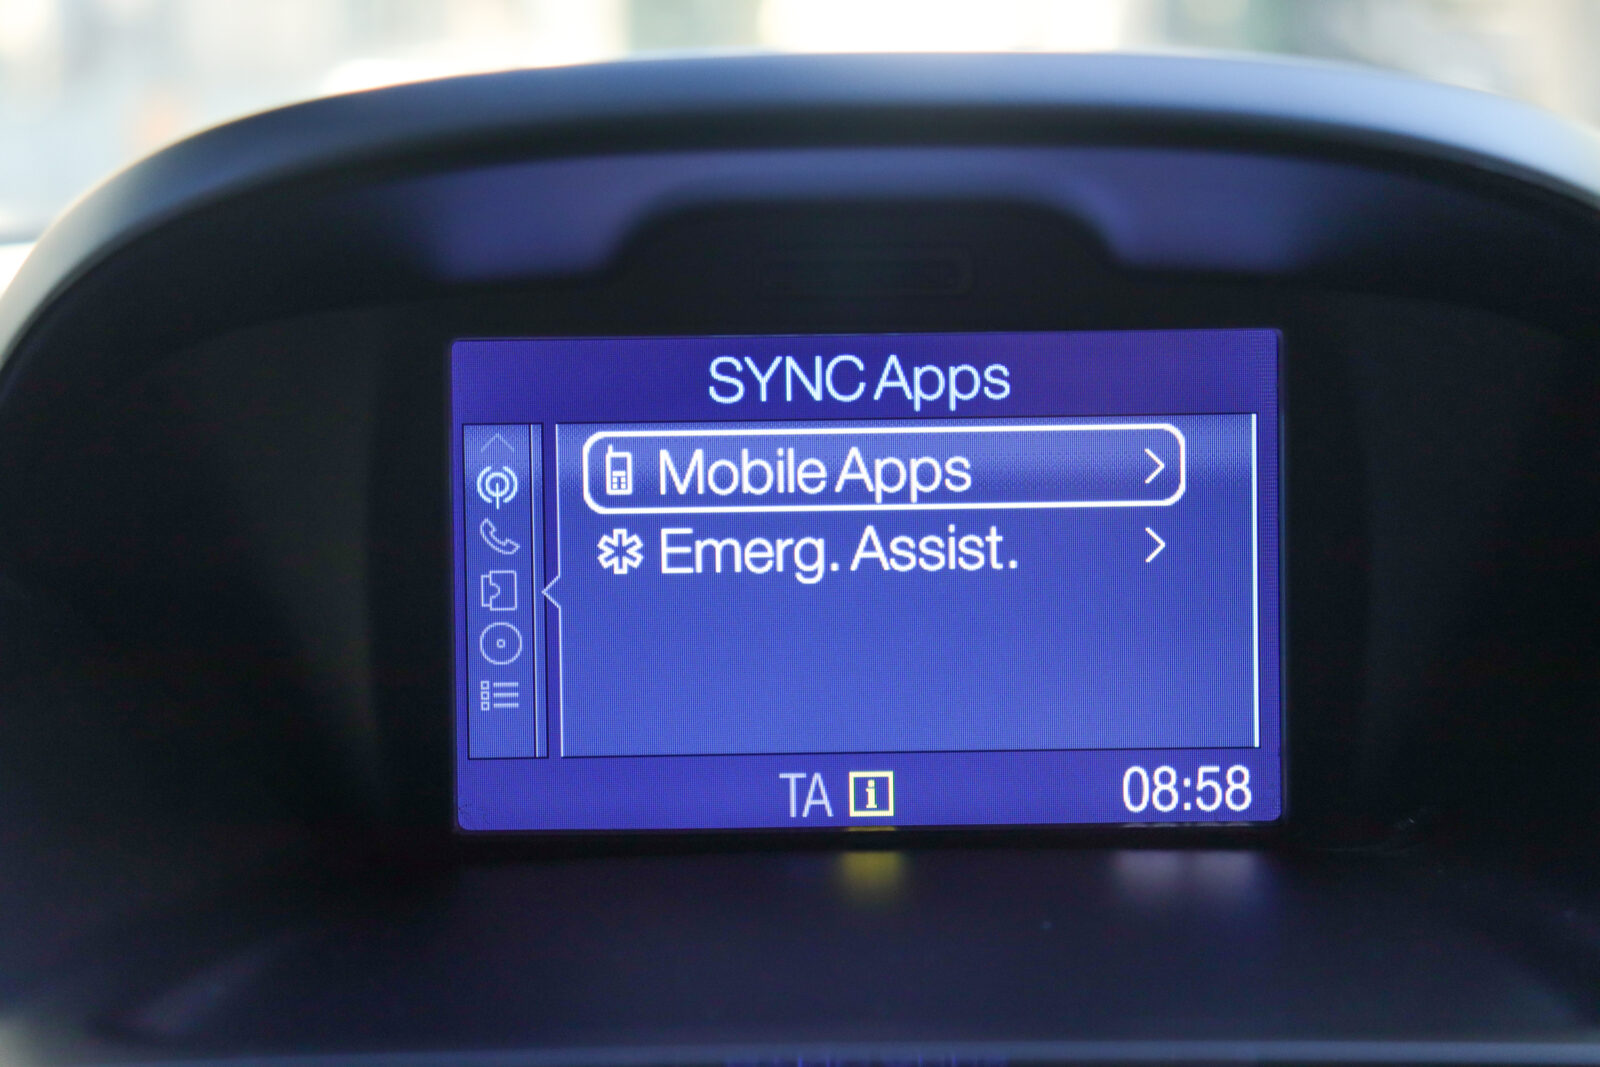 SYNC Apps
Mobile Apps
Emerg. Assist.
TA i 08:58